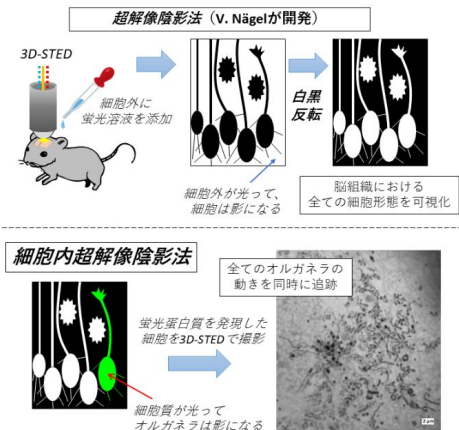 超解像陰影法（V. Nägelが開発）
3D-STED
細胞外に
蛍光溶液を添加
白黒
反転
細胞外が光って、
細胞は影になる
脳組織における
全ての細胞形態を可視化
細胞内超解像陰影法
全てのオルガネラの
動きを同時に追跡
蛍光蛋白質を発現した
細胞を3D-STEDで撮影
細胞質が光って
オルガネラは影になる